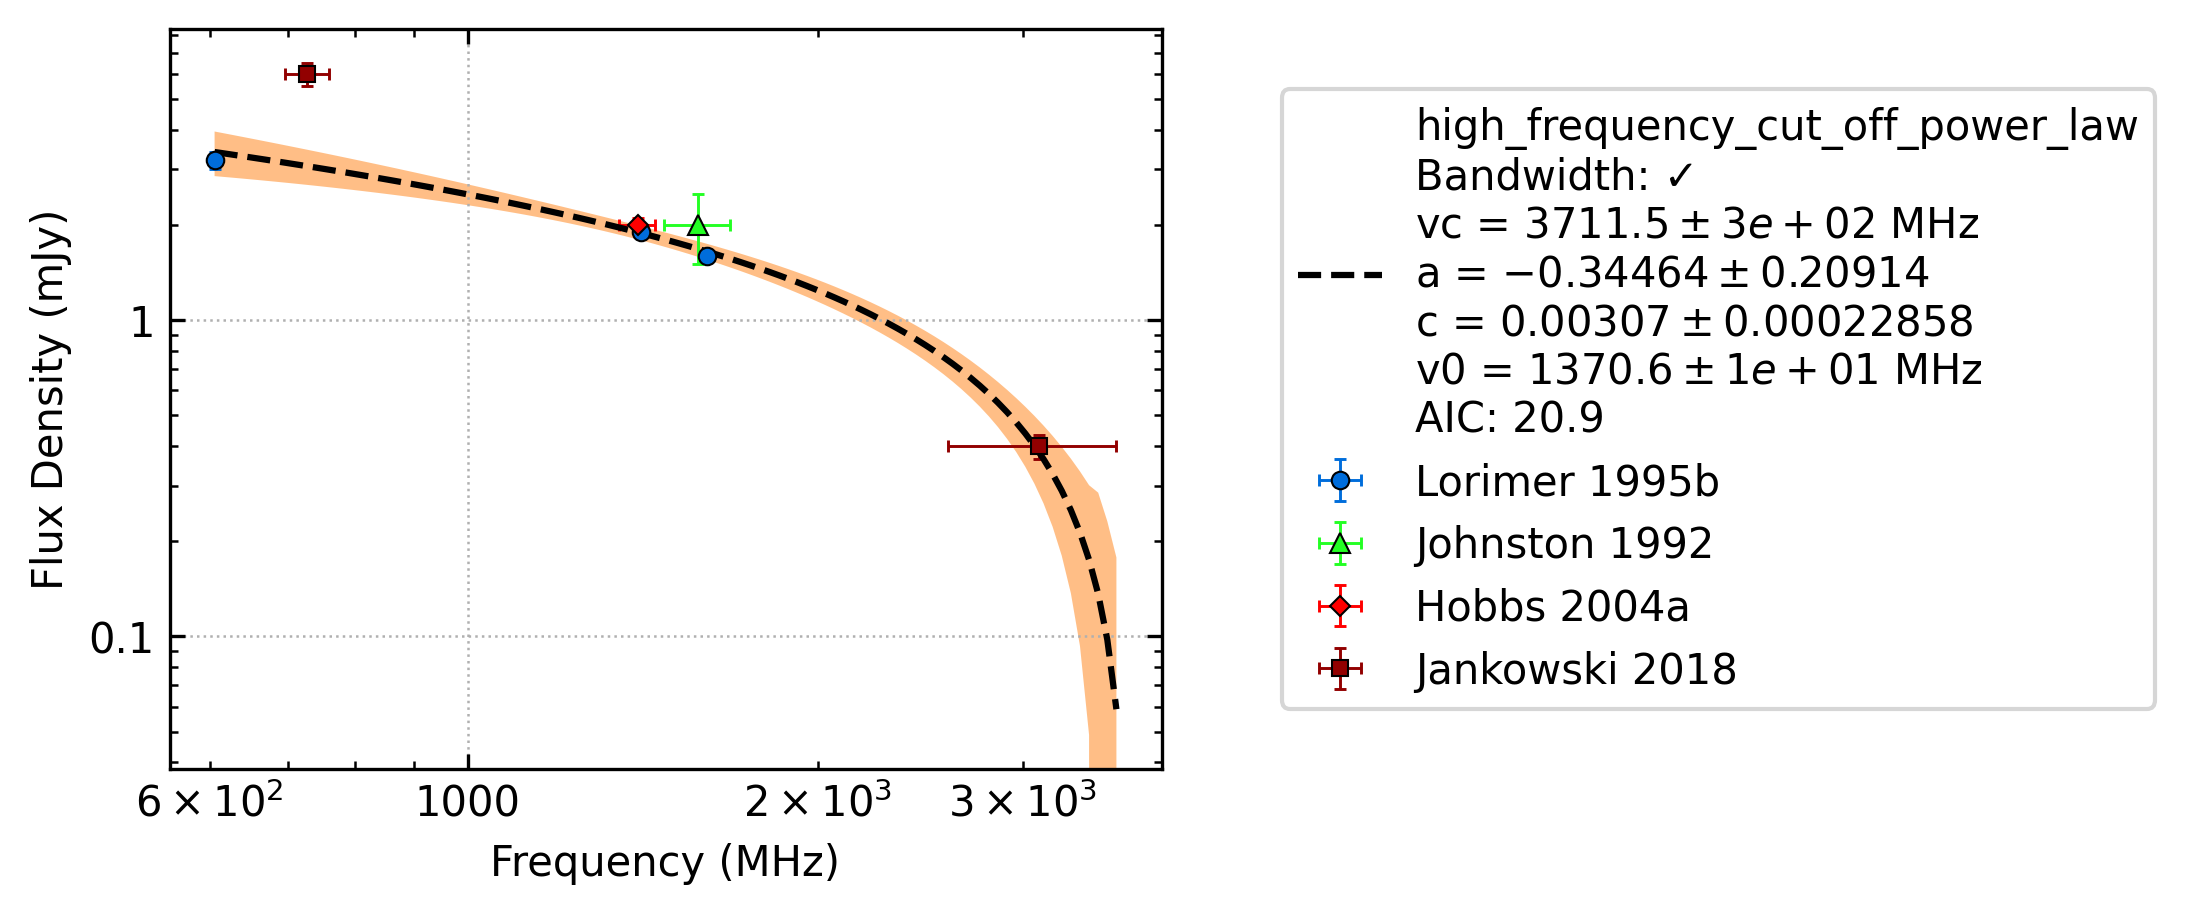 Flux Density (mJy)
1
0.1
6 × 10²
1000
2 × 10³
3 × 10³
Frequency (MHz)
high_frequency_cut_off_power_law
Bandwidth: ✓
vc = 3711.5 ± 3e + 02 MHz
a = −0.34464 ± 0.20914
c = 0.00307 ± 0.00022858
v0 = 1370.6 ± 1e + 01 MHz
AIC: 20.9
Lorimer 1995b
Johnston 1992
Hobbs 2004a
Jankowski 2018